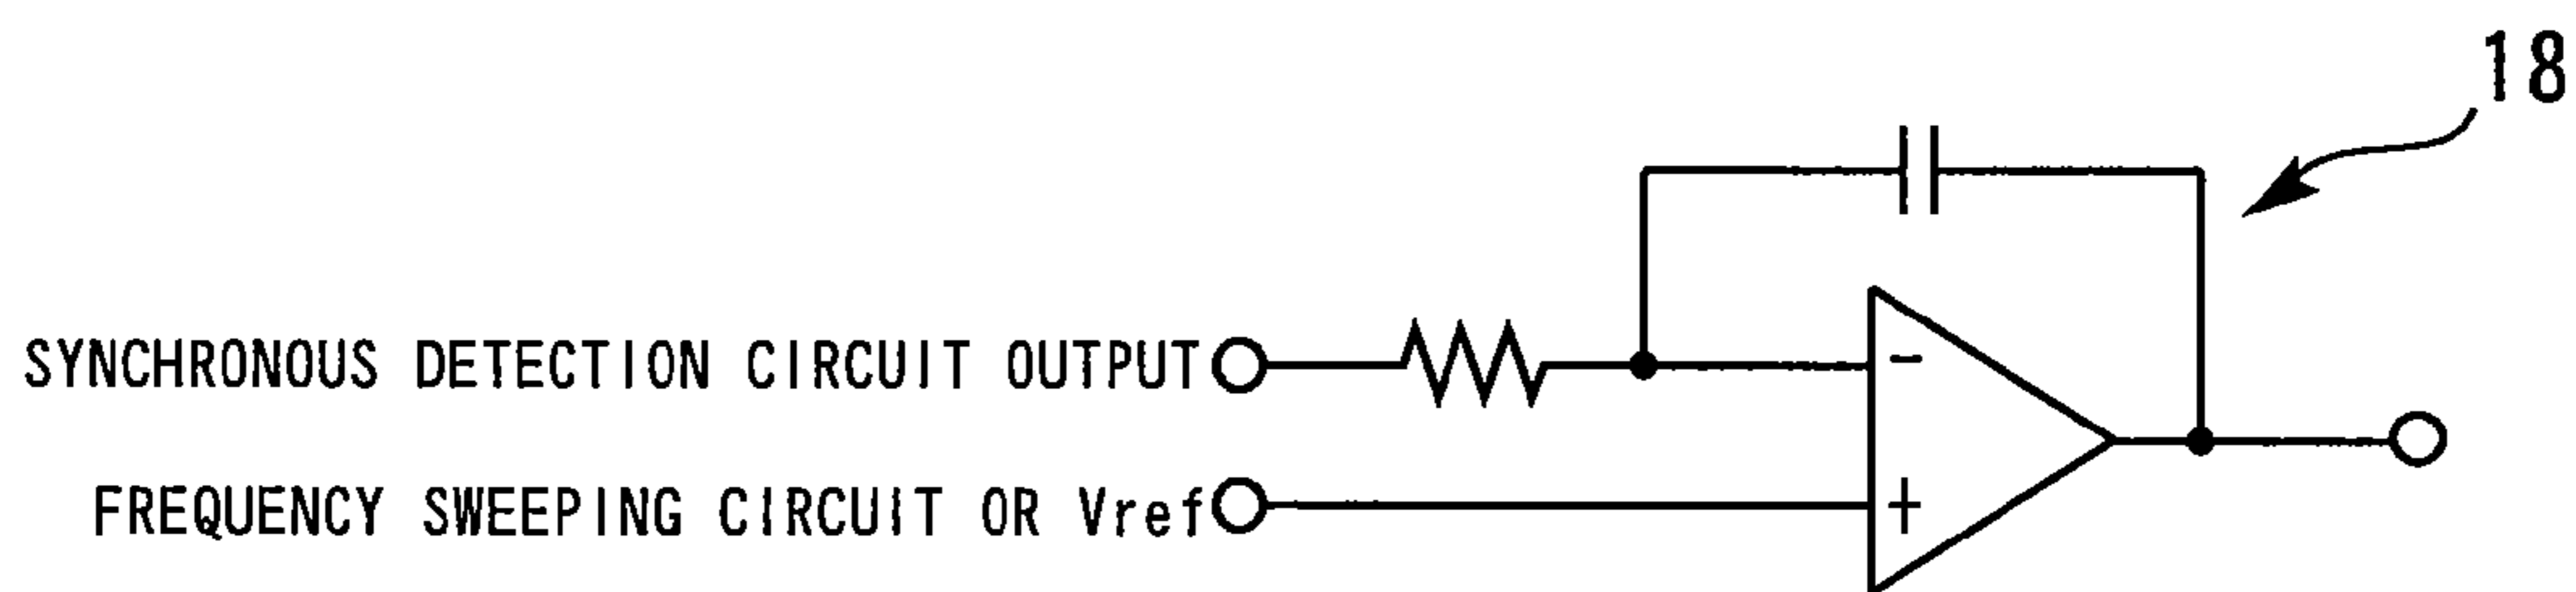 18
SYNCHRONOUS DETECTION CIRCUIT OUTPUT
-
FREQUENCY SWEEPING CIRCUIT OR Vref
+